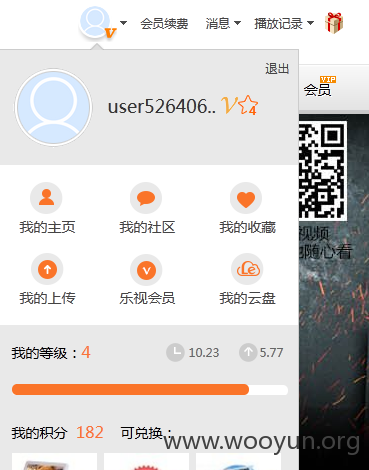 会员续费 消息 播放记录
退出
VIP
会员
user526406.. V 4
视频
随心看
我的主页 我的社区 我的收藏
我的上传 乐视会员 我的云盘
我的等级：4 10.23 5.77
我的积分 182 可兑换：
www.wooyun.org